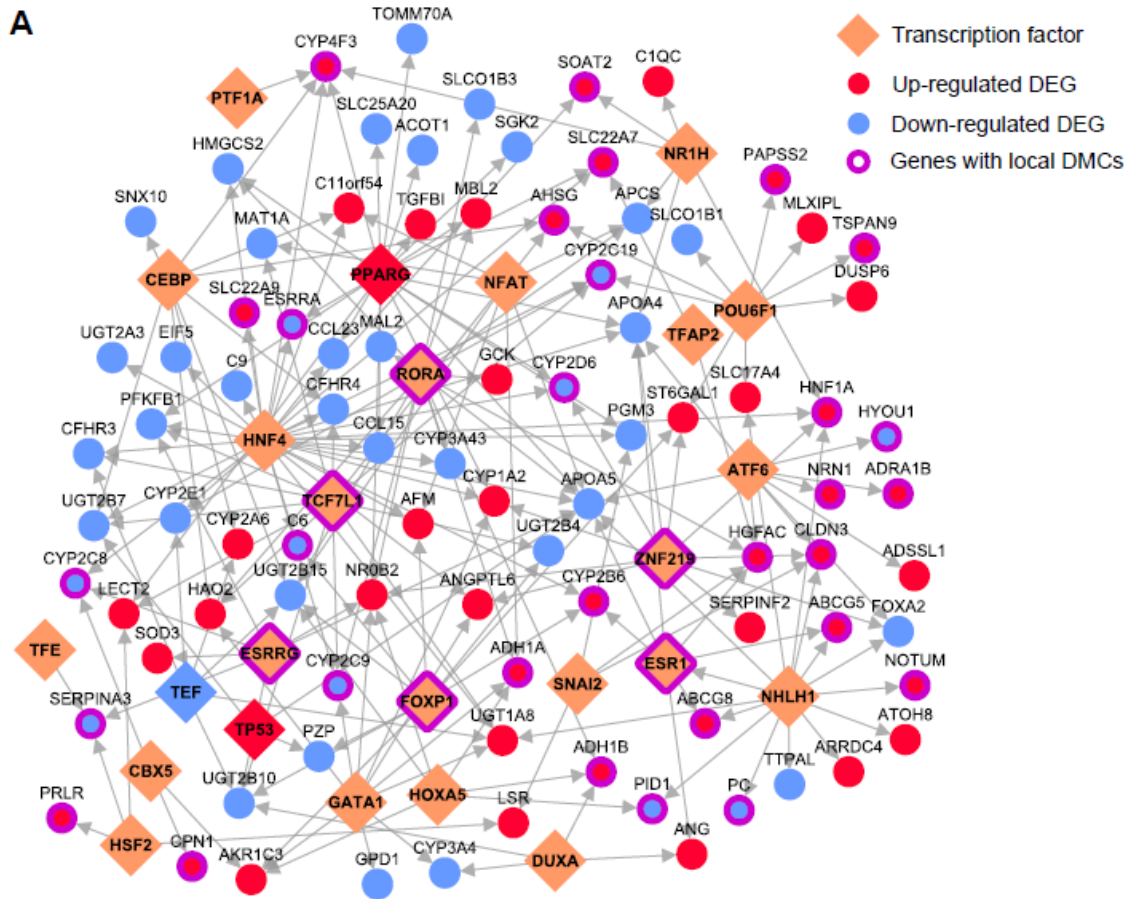 A
TOMM70A
CYP4F3
Transcription factor
SOAT2
C1QC
SLCO1B3
PTF1A
SLC25A20
Up-regulated DEG
ACOT1
SGK2
Down-regulated DEG
HMGCS2
SLC22A7
NR1H
PAPSS2
Genes with local DMCs
C11orf54
MBL2
SNX10
TGFBI
AHSG
APCS
MLXIPL
MAT1A
SLCO1B1
TSPAN9
CYP2C19
DUSP6
CEBP
PPARG
NFAT
SLC22A9
ESRRA
APOA4
POU6F1
UGT2A3
EIF5
CCL23
MAL2
TFAP2
C9
RORA
GCK
CYP2D6
SLC17A4
PFKFB1
CFHR4
ST6GAL1
HNF1A
PGM3
HYOU1
CFHR3
HNF4
CCL15
CYP3A43
ATF6
UGT2B7
CYP2E1
TCF7L1
AFM
CYP1A2
APOA5
NRN1
ADRA1B
CYP2A6
C6
UGT2B4
HGFAC
CLDN3
CYP2C8
ZNF219
ADSSL1
LECT2
HAO2
UGT2B15
NR0B2
ANGPTL6
CYP2B6
SERPINF2
ABCG5
FOXA2
SOD3
TFE
ESRRG
CYP2C9
ADH1A
ESR1
NOTUM
SERPINA3
TEF
FOXP1
SNAI2
NHLH1
ABCG8
ATOH8
TP53
PZP
UGT1A8
ARRDC4
CBX5
UGT2B10
ADH1B
PID1
PC
TTPAL
PRLR
GATA1
HOXA5
LSR
HSF2
CPN1
AKR1C3
GPD1
CYP3A4
DUXA
ANG